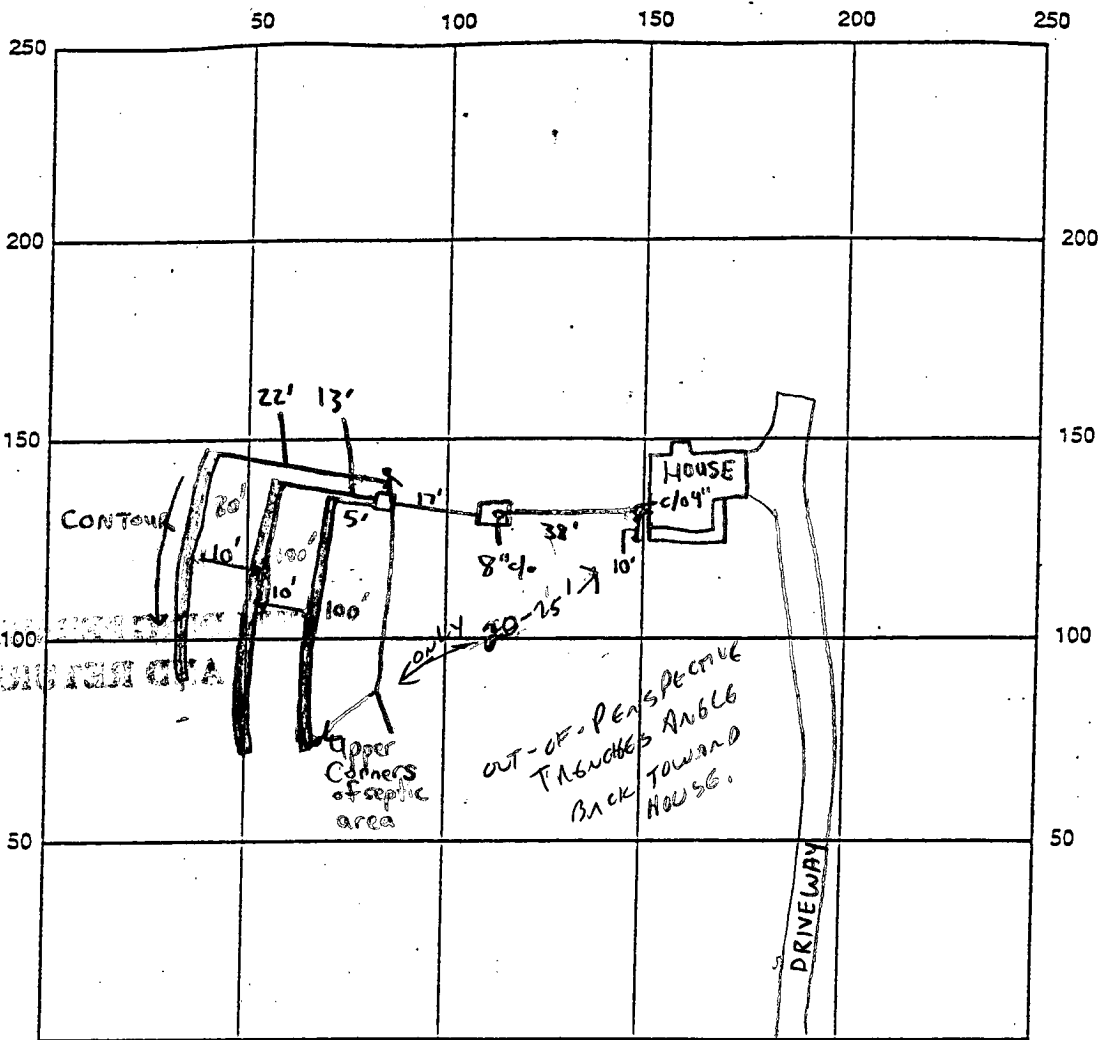 50 100 150 200 250
250
200 200
150 150
22' 13'
HOUSE
c/o 4"
17'
5'
38'
CONTOUR
80'
10'
100'
8" c/o
10'
10'
100'
100 100
ONLY 20-25'
OUT-OF-PERSPECTIVE
TRENCHES ANGLE
BACK TOWARD
HOUSE.
Upper
Corners
of septic
area
50 50
DRIVEWAY